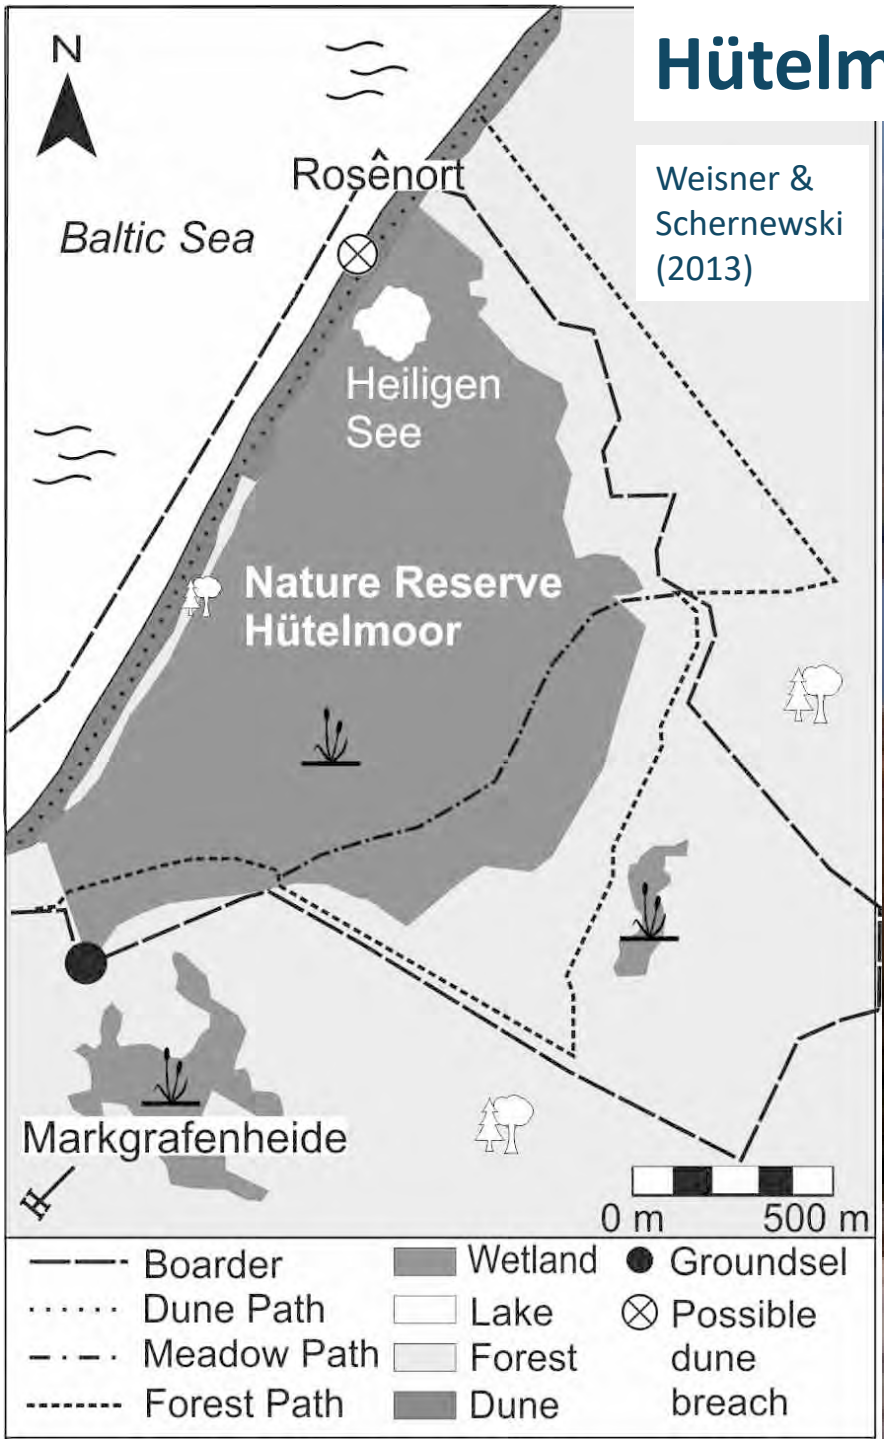 Hütelm
N
Weisner &
Schernewski
(2013)
Rosenort
Baltic Sea
Heiligen
See
Nature Reserve
Hütelmoor
Markgrafenheide
0 m 500 m
Boarder
Dune Path
Meadow Path
Forest Path
Wetland
Lake
Forest
Dune
Groundsel
Possible
dune
breach